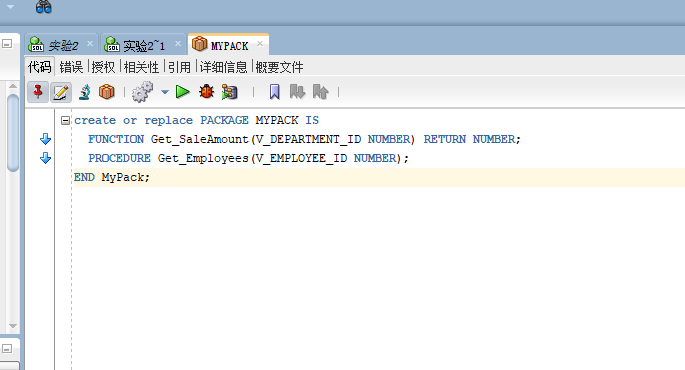 实验2
实验2~1
MYPACK
代码 错误 授权 相关性 引用 详细信息 概要文件
create or replace PACKAGE MYPACK IS
FUNCTION Get_SaleAmount(V_DEPARTMENT_ID NUMBER) RETURN NUMBER;
PROCEDURE Get_Employees(V_EMPLOYEE_ID NUMBER);
END MyPack;